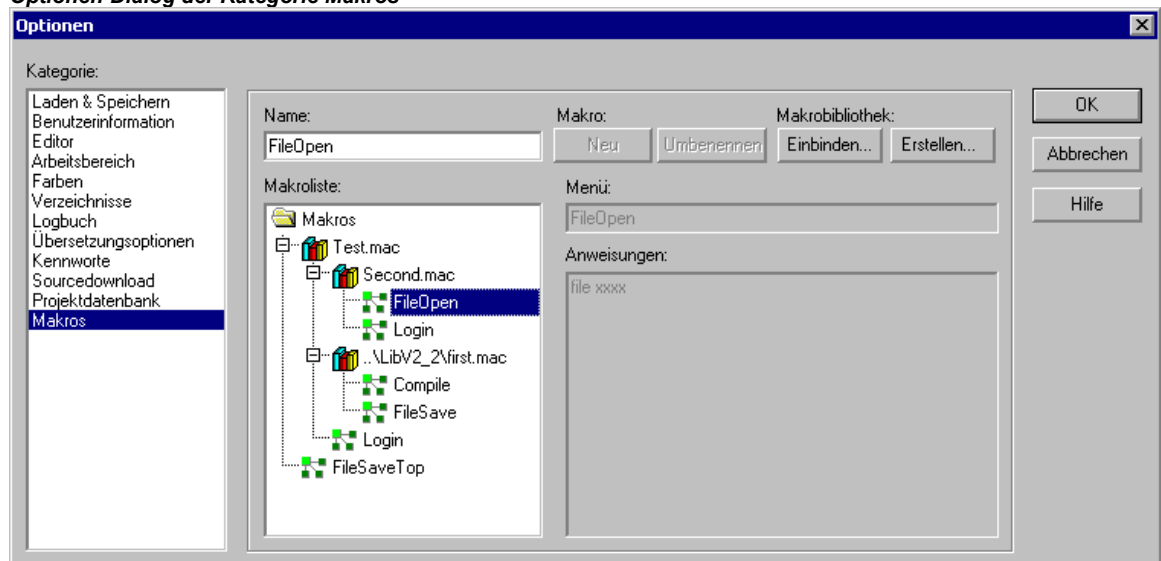 Optionen Dialog der Kategorie Makros
Optionen
Kategorie:
Laden & Speichern
Benutzerinformation
Editor
Arbeitsbereich
Farben
Verzeichnisse
Logbuch
Übersetzungsoptionen
Kennworte
Sourcedownload
Projektdatenbank
Makros
Name:
FileOpen
Makro:
Neu
Umbenennen
Makrobibliothek:
Einbinden...
Erstellen...
Makroliste:
Makros
Test.mac
Second.mac
FileOpen
Login
..\LibV2_2\first.mac
Compile
FileSave
Login
FileSaveTop
Menü:
FileOpen
Anweisungen:
file xxxx
OK
Abbrechen
Hilfe